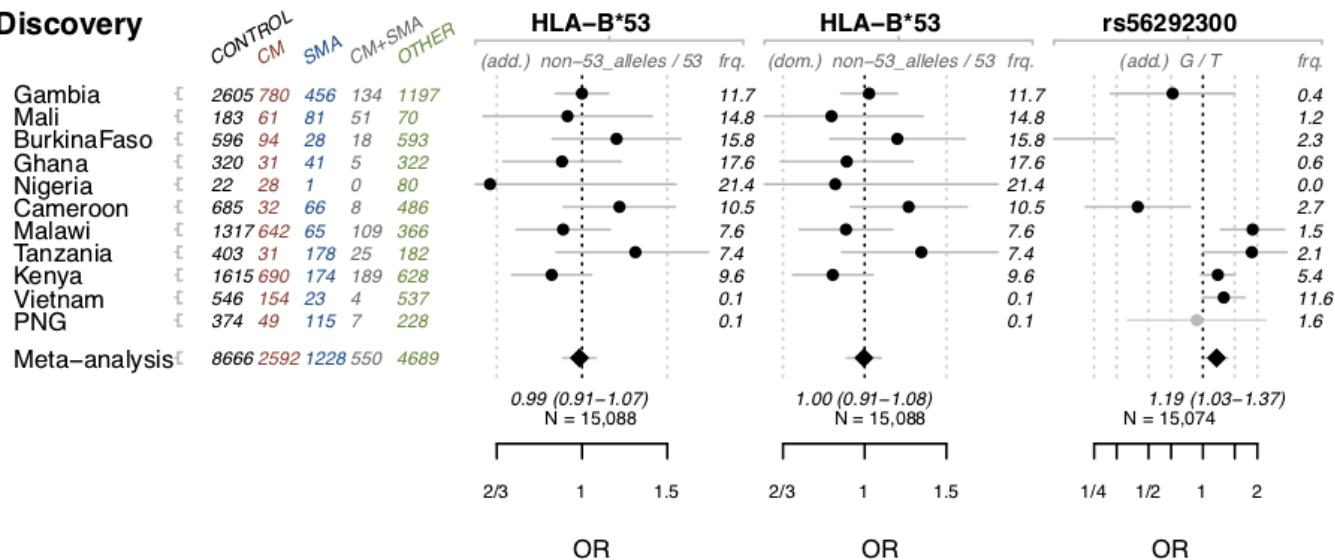 Discovery CONTROL CM SMA CM+SMA OTHER HLA–B*53 HLA–B*53 rs56292300
(add.) non–53_alleles / 53 frq. (dom.) non–53_alleles / 53 frq. (add.) G / T frq.
Gambia 2605 780 456 134 1197 11.7 11.7 0.4
Mali 183 61 81 51 70 14.8 14.8 1.2
BurkinaFaso 596 94 28 18 593 15.8 15.8 2.3
Ghana 320 31 41 5 322 17.6 17.6 0.6
Nigeria 22 28 1 0 80 21.4 21.4 0.0
Cameroon 685 32 66 8 486 10.5 10.5 2.7
Malawi 1317 642 65 109 366 7.6 7.6 1.5
Tanzania 403 31 178 25 182 7.4 7.4 2.1
Kenya 1615 690 174 189 628 9.6 9.6 5.4
Vietnam 546 154 23 4 537 0.1 0.1 11.6
PNG 374 49 115 7 228 0.1 0.1 1.6
Meta–analysis 8666 2592 1228 550 4689
0.99 (0.91–1.07) 1.00 (0.91–1.08) 1.19 (1.03–1.37)
N = 15,088 N = 15,088 N = 15,074
2/3 1 1.5 2/3 1 1.5 1/4 1/2 1 2
OR OR OR